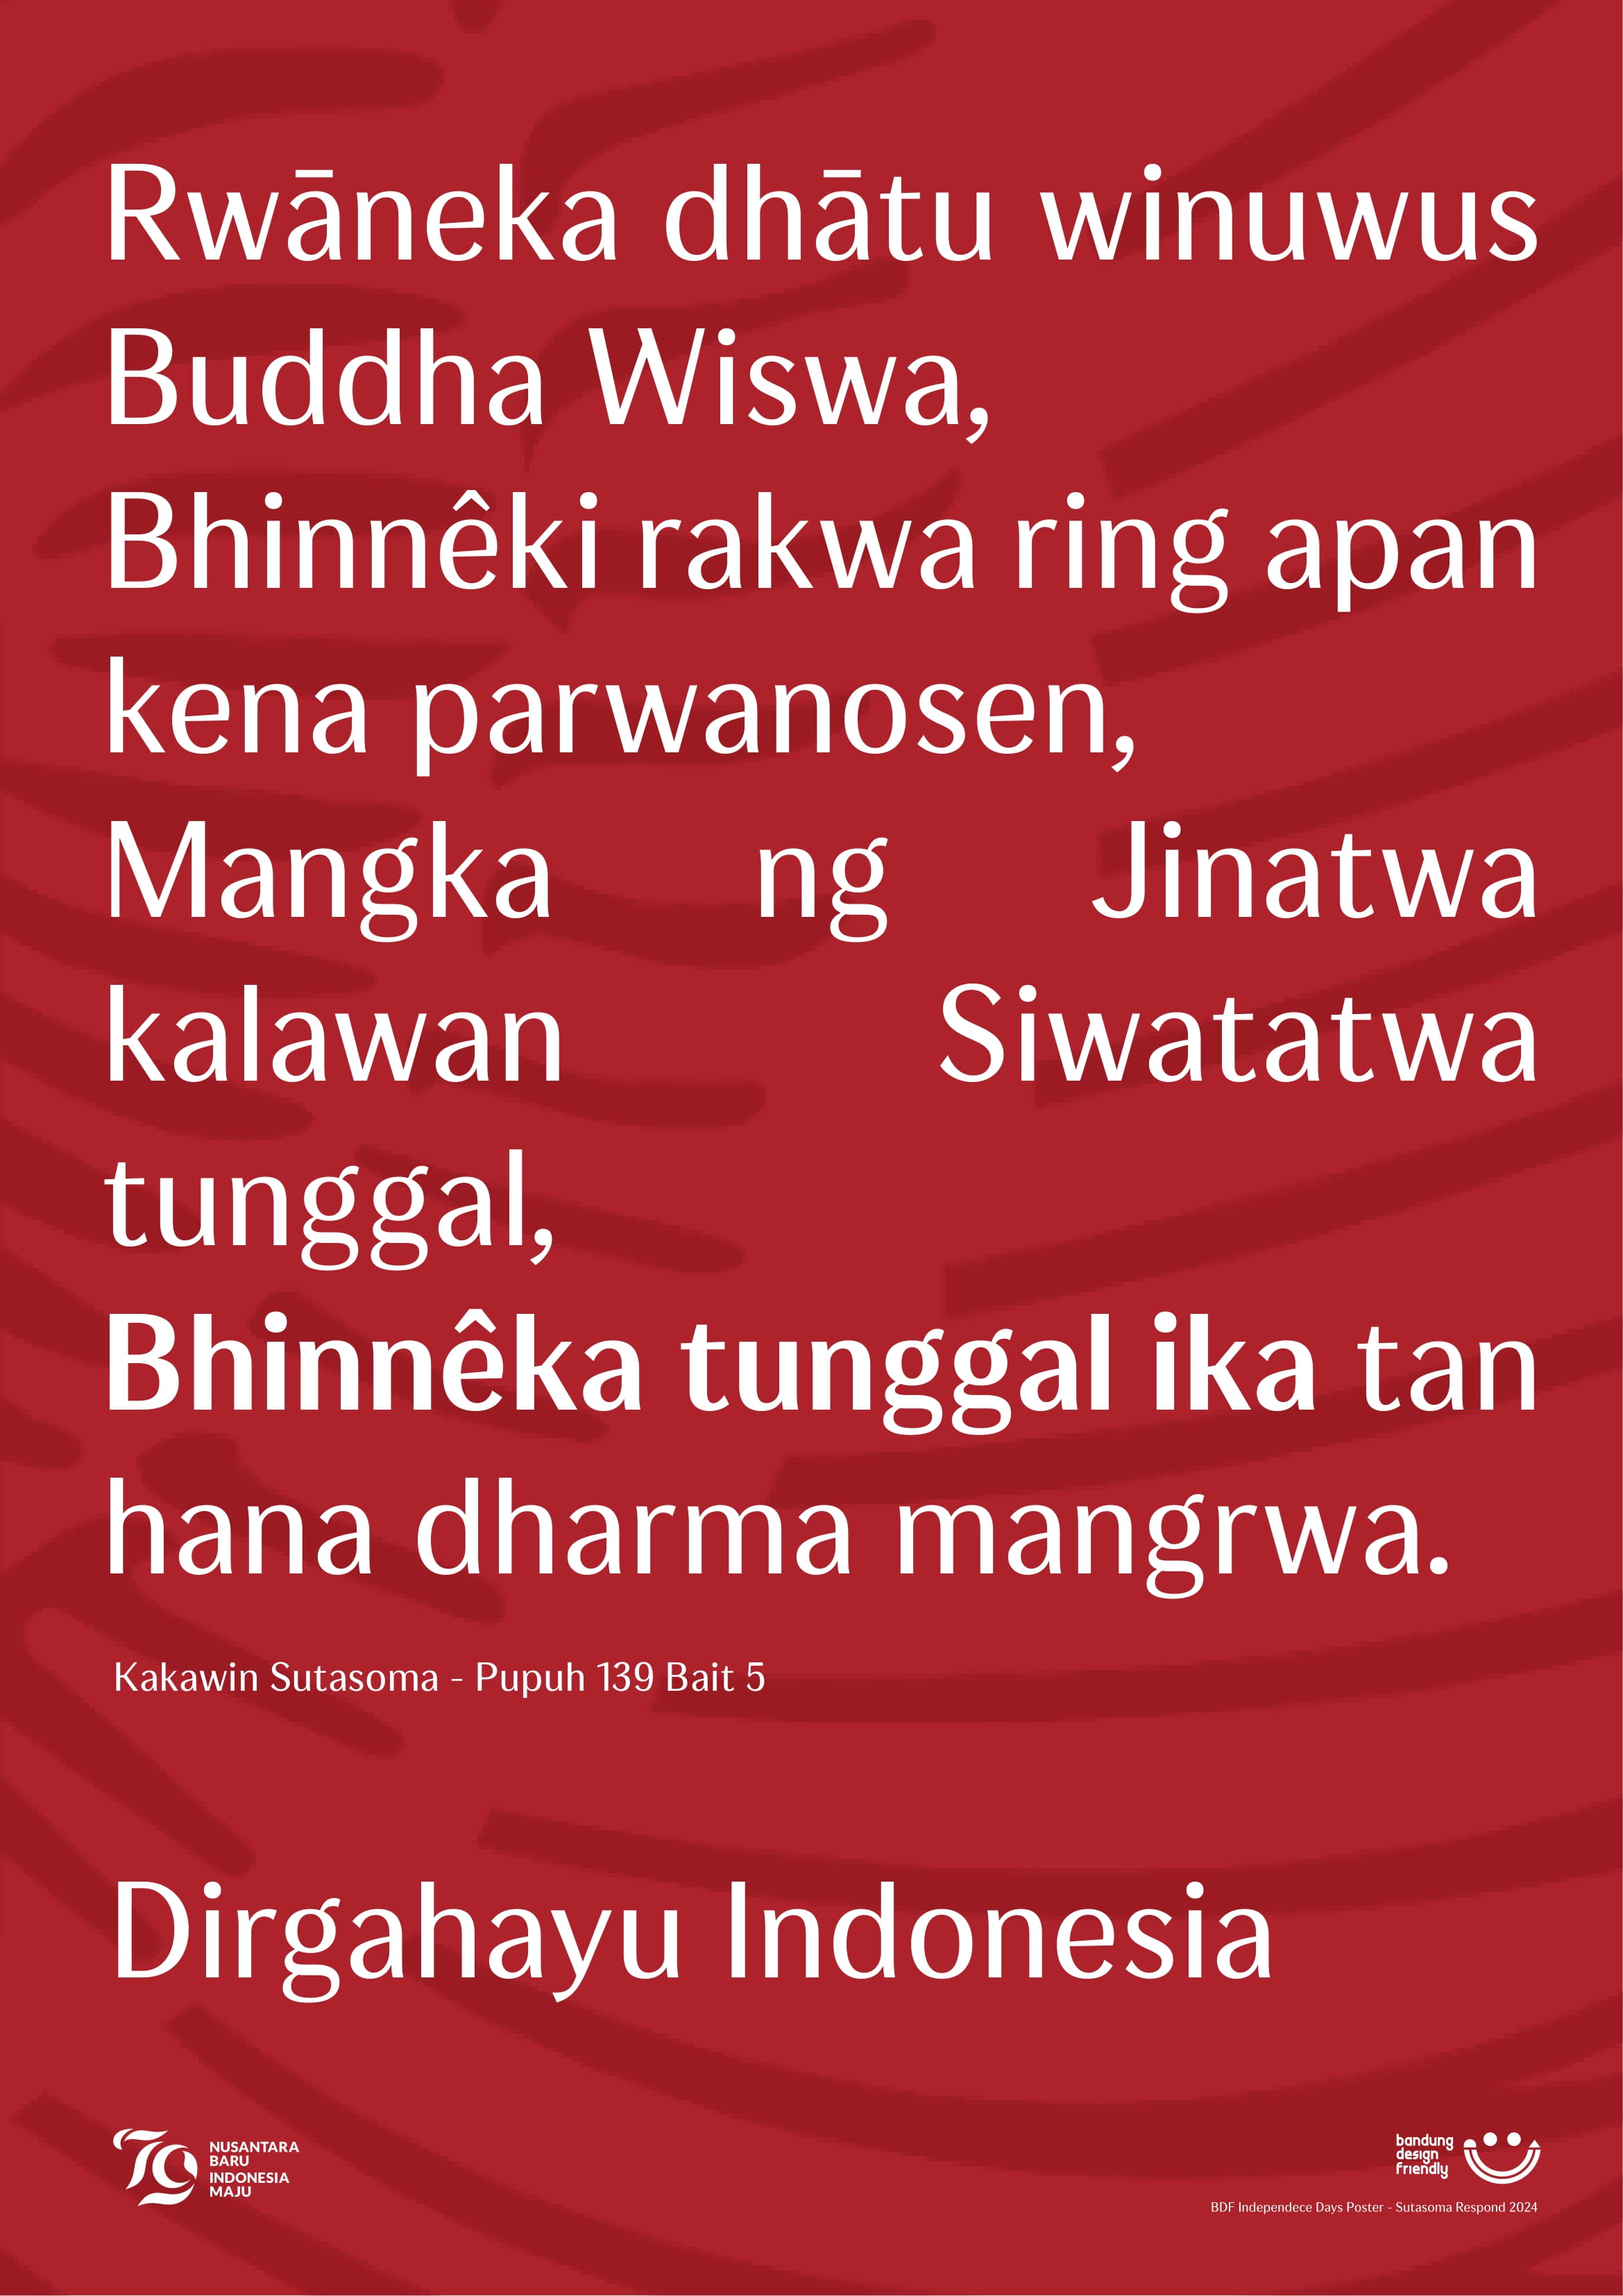 Rwāneka dhātu winuwus
Buddha Wiswa,
Bhinnêki rakwa ring apan
kena parwanosen,
Mangka ng Jinatwa
kalawan Siwatatwa
tunggal,
Bhinnêka tunggal ika tan
hana dharma mangrwa.
Kakawin Sutasoma - Pupuh 139 Bait 5
Dirgahayu Indonesia
79
NUSANTARA
BARU
INDONESIA
MAJU
bandung
design
friendly
BDF Independece Days Poster - Sutasoma Respond 2024